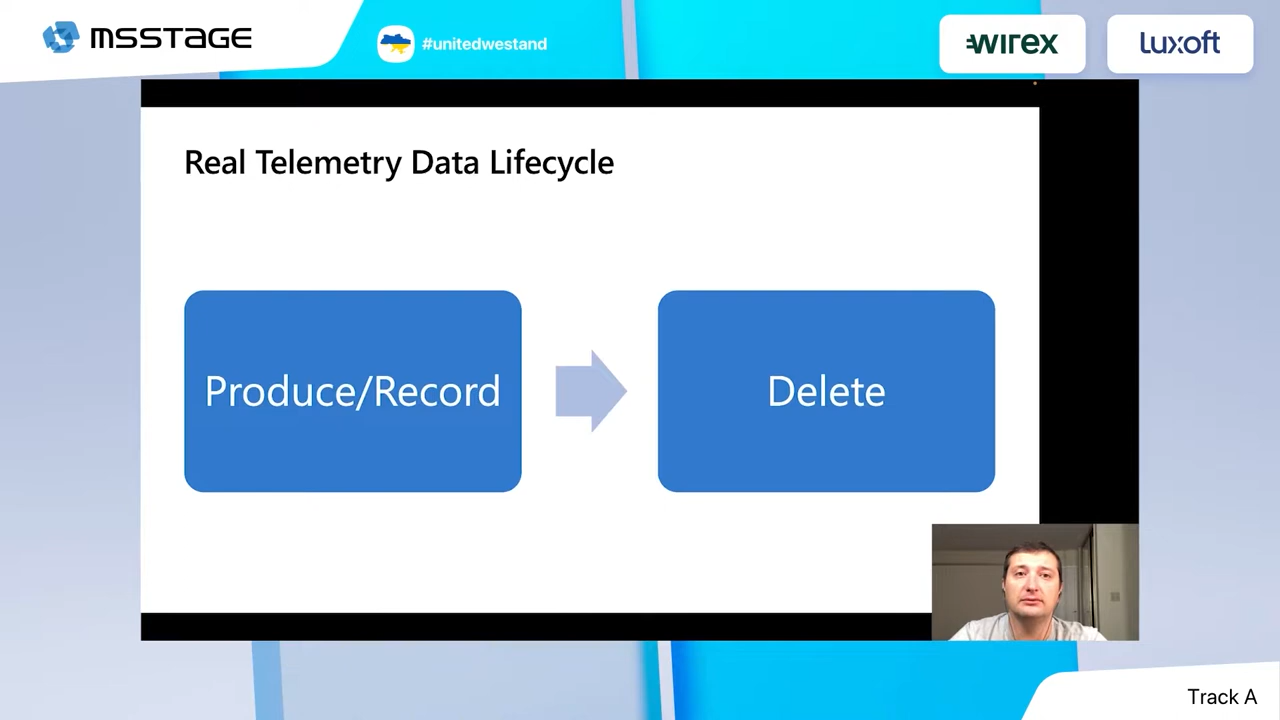 MSSTAGE
#unitedwestand
wirex
luxoft
Real Telemetry Data Lifecycle
Produce/Record
Delete
Track A